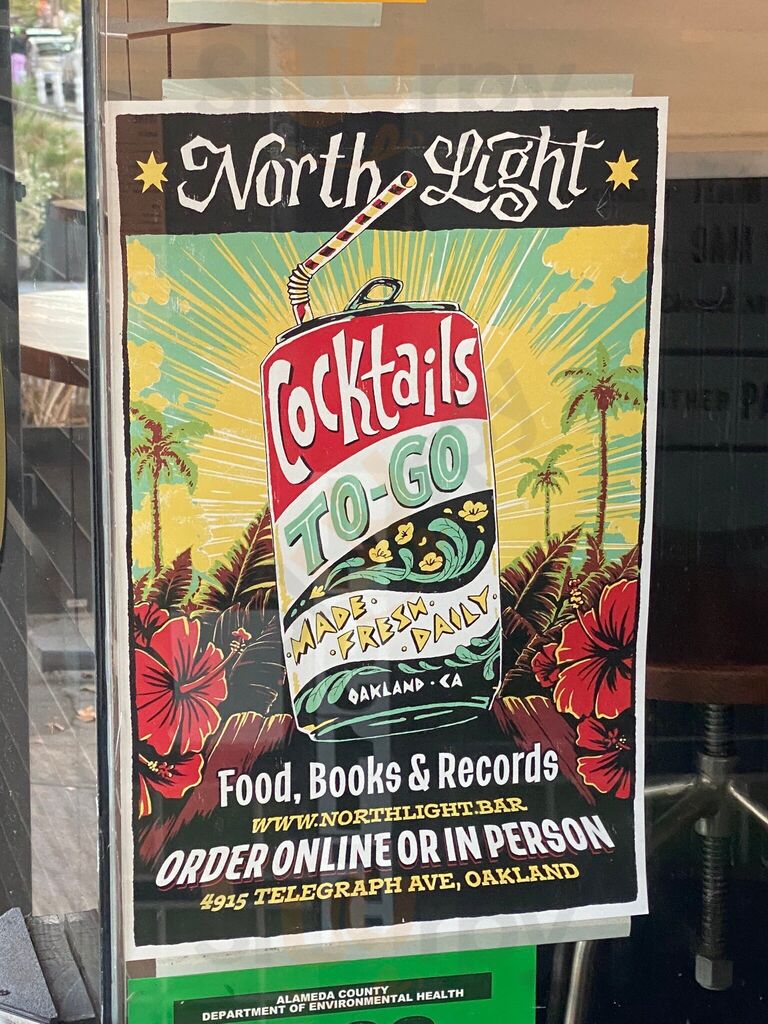 North Light
Cocktails
TO-GO
MADE
FRESH
DAILY
OAKLAND · CA
Food, Books & Records
WWW.NORTHLIGHT.BAR
ORDER ONLINE OR IN PERSON
4915 TELEGRAPH AVE, OAKLAND
ALAMEDA COUNTY
DEPARTMENT OF ENVIRONMENTAL HEALTH